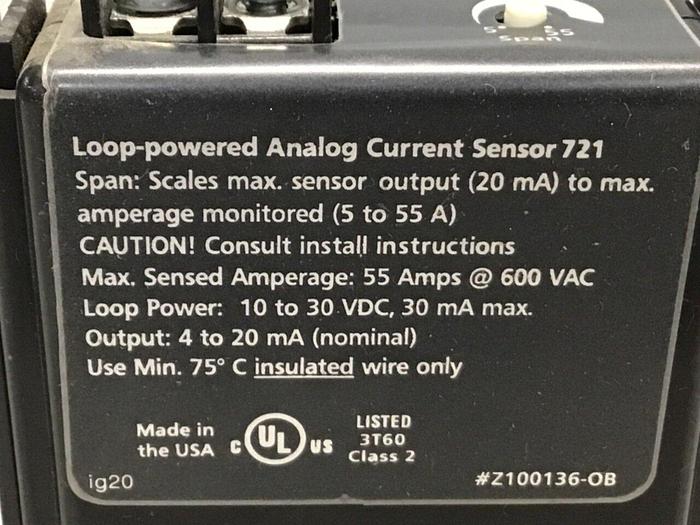 5 55
Span
Loop-powered Analog Current Sensor 721
Span: Scales max. sensor output (20 mA) to max.
amperage monitored (5 to 55 A)
CAUTION! Consult install instructions
Max. Sensed Amperage: 55 Amps @ 600 VAC
Loop Power: 10 to 30 VDC, 30 mA max.
Output: 4 to 20 mA (nominal)
Use Min. 75° C insulated wire only
Made in
the USA
C UL US
LISTED
3T60
Class 2
ig20
#Z100136-OB